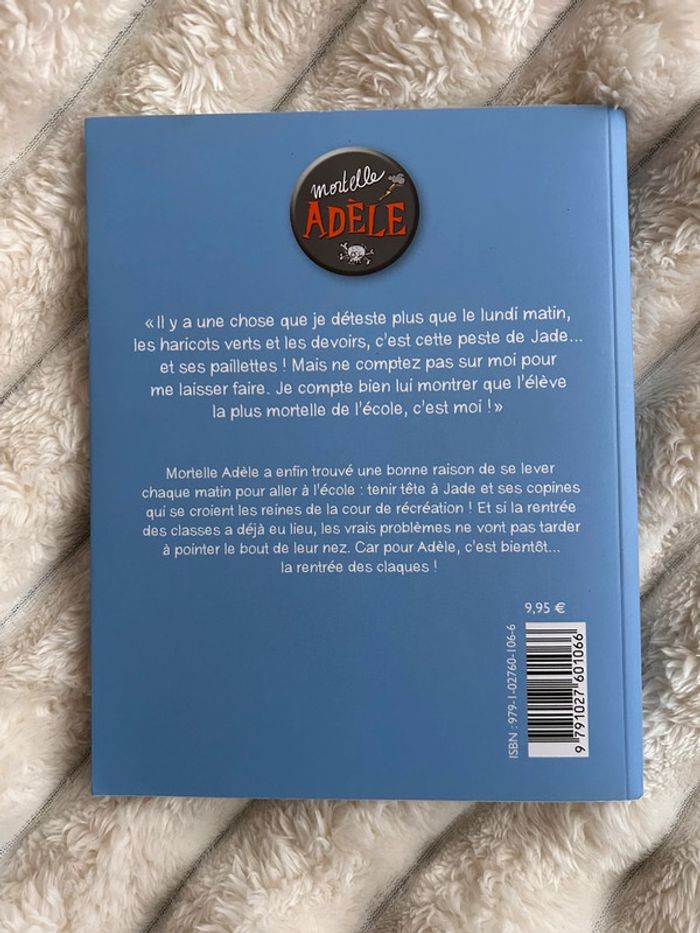 mortelle
ADÈLE
«Il y a une chose que je déteste plus que le lundi matin,
les haricots verts et les devoirs, c'est cette peste de Jade...
et ses paillettes ! Mais ne comptez pas sur moi pour
me laisser faire. Je compte bien lui montrer que l'élève
la plus mortelle de l'école, c'est moi !»
Mortelle Adèle a enfin trouvé une bonne raison de se lever
chaque matin pour aller à l'école : tenir tête à Jade et ses copines
qui se croient les reines de la cour de récréation ! Et si la rentrée
des classes a déjà eu lieu, les vrais problèmes ne vont pas tarder
à pointer le bout de leur nez. Car pour Adèle, c'est bientôt...
la rentrée des claques !
9,95 €
ISBN : 979-1-02760-106-6
9 791027 601066